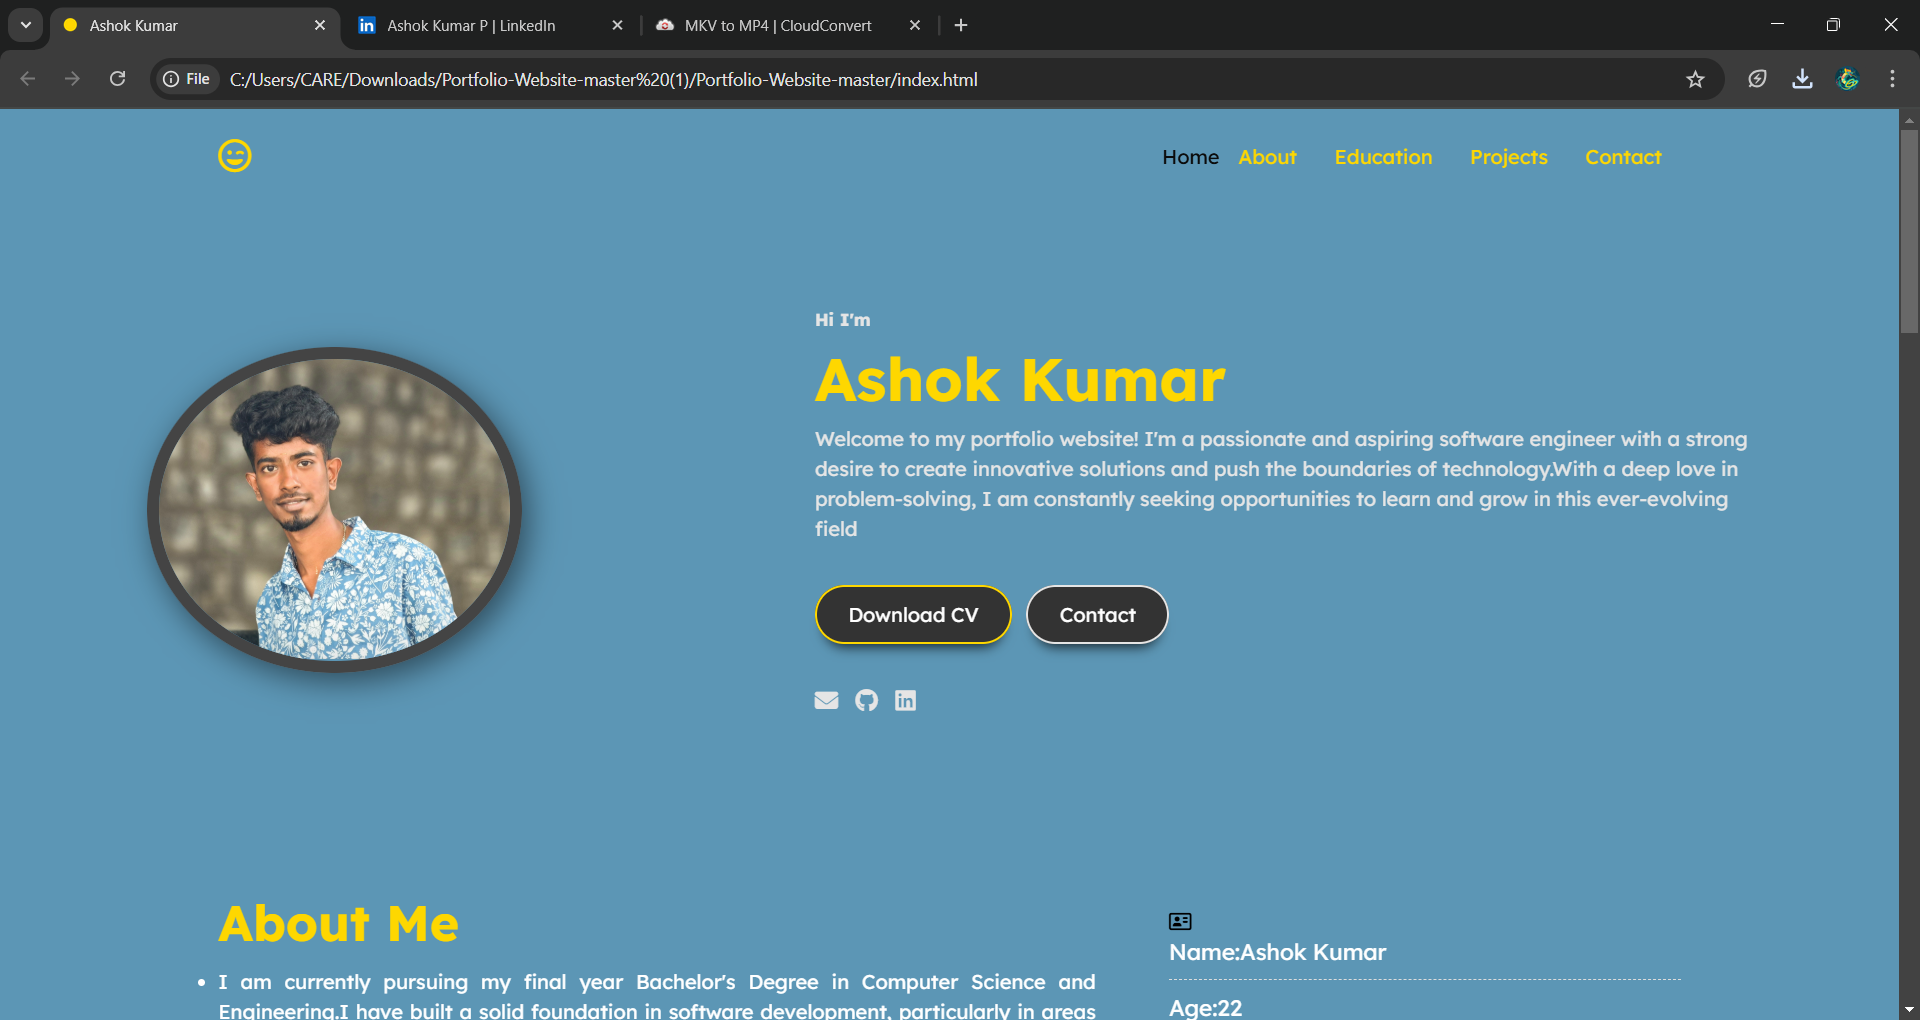 Ashok Kumar
Ashok Kumar P | LinkedIn
MKV to MP4 | CloudConvert
File
C:/Users/CARE/Downloads/Portfolio-Website-master%20(1)/Portfolio-Website-master/index.html
Home About Education Projects Contact
Hi I'm
Ashok Kumar
Welcome to my portfolio website! I'm a passionate and aspiring software engineer with a strong
desire to create innovative solutions and push the boundaries of technology.With a deep love in
problem-solving, I am constantly seeking opportunities to learn and grow in this ever-evolving
field
Download CV
Contact
About Me
I am currently pursuing my final year Bachelor's Degree in Computer Science and
Engineering.I have built a solid foundation in software development, particularly in areas
Name:Ashok Kumar
Age:22